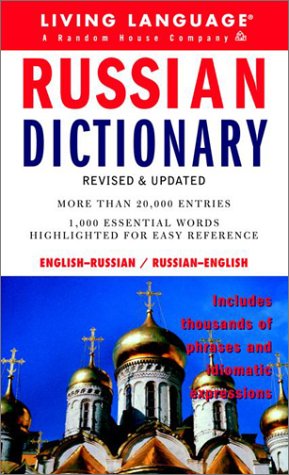 LIVING LANGUAGE®
A Random House Company
RUSSIAN
DICTIONARY
REVISED & UPDATED
MORE THAN 20,000 ENTRIES
1,000 ESSENTIAL WORDS
HIGHLIGHTED FOR EASY REFERENCE
ENGLISH–RUSSIAN / RUSSIAN–ENGLISH
Includes
thousands of
phrases and
idiomatic
expressions